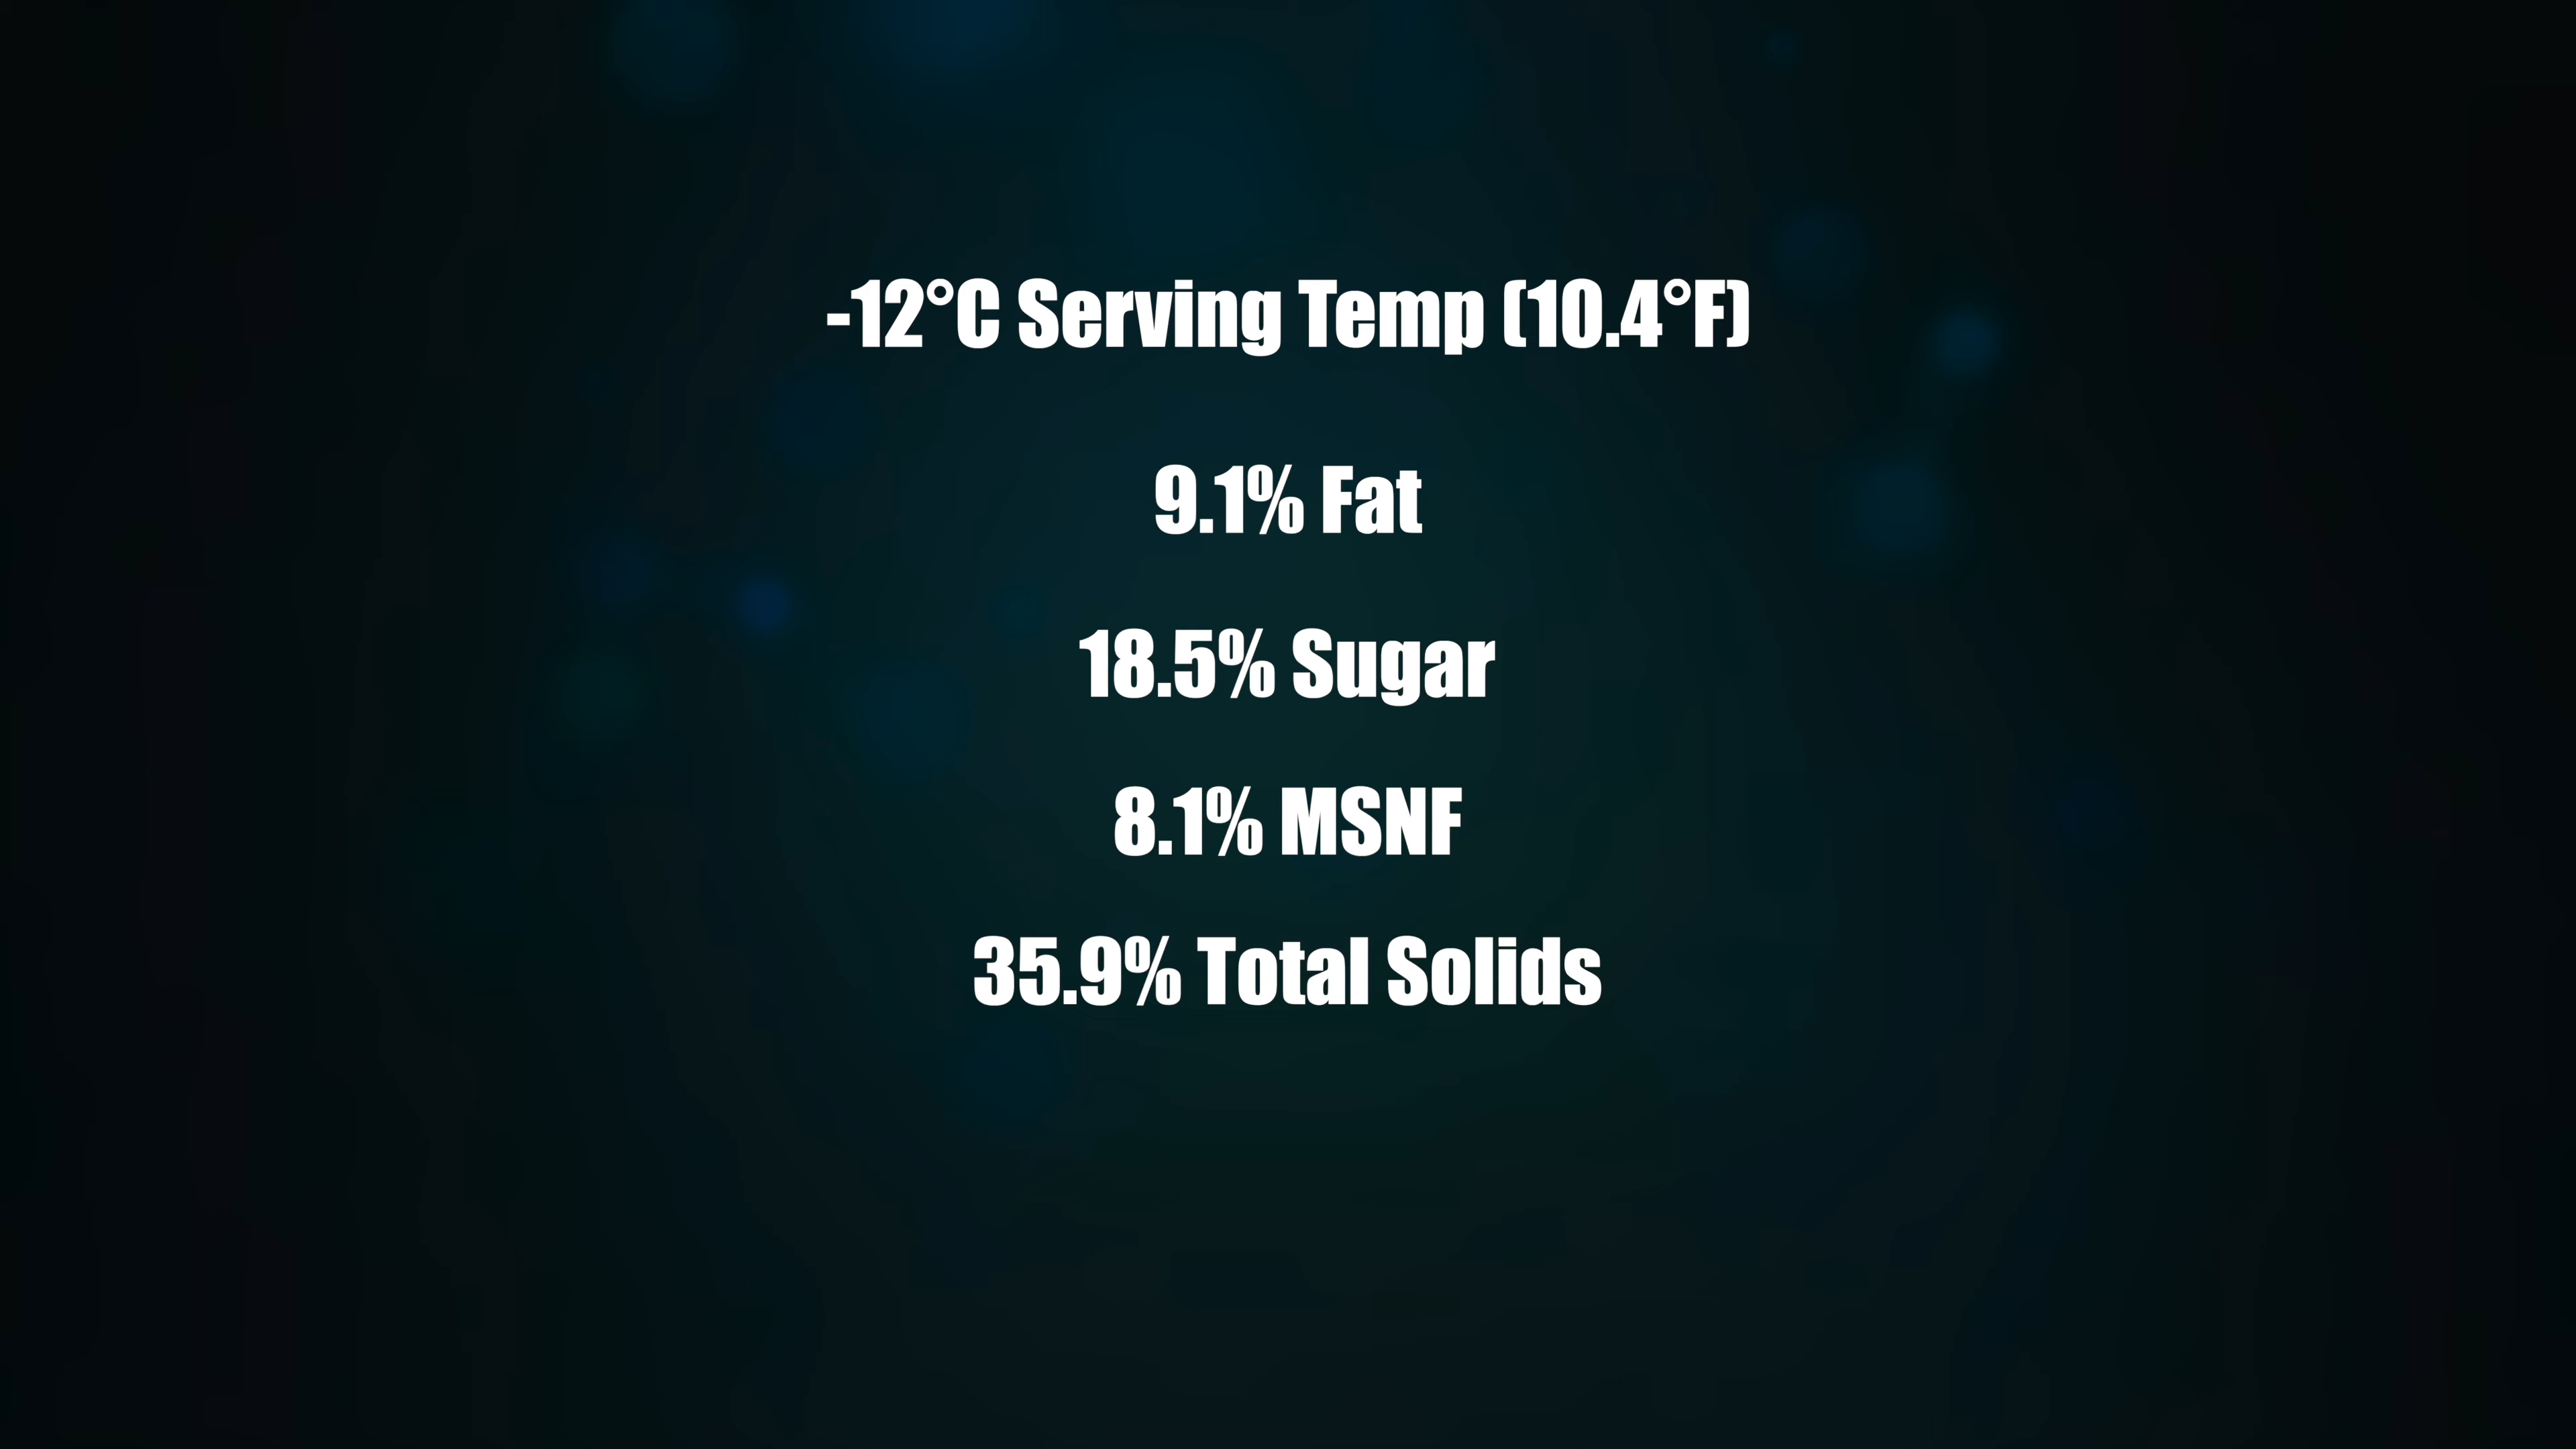 -12°C Serving Temp (10.4°F)
9.1% Fat
18.5% Sugar
8.1% MSNF
35.9% Total Solids